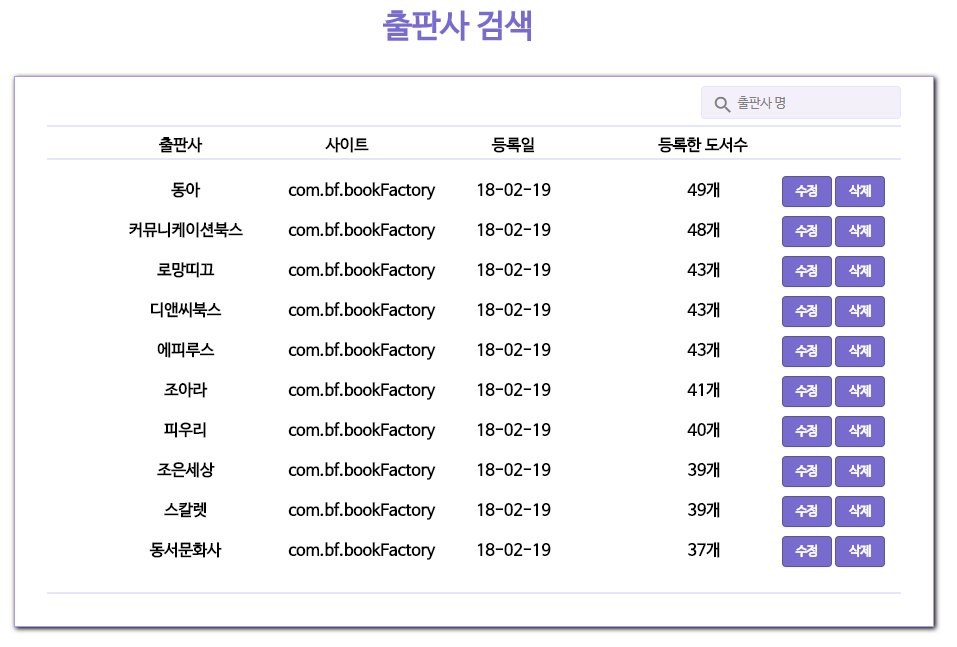 출판사 검색
출판사 명
출판사 사이트 등록일 등록한 도서수
동아 com.bf.bookFactory 18-02-19 49개 수정 삭제
커뮤니케이션북스 com.bf.bookFactory 18-02-19 48개 수정 삭제
로망띠끄 com.bf.bookFactory 18-02-19 43개 수정 삭제
디앤씨북스 com.bf.bookFactory 18-02-19 43개 수정 삭제
에피루스 com.bf.bookFactory 18-02-19 43개 수정 삭제
조아라 com.bf.bookFactory 18-02-19 41개 수정 삭제
피우리 com.bf.bookFactory 18-02-19 40개 수정 삭제
조은세상 com.bf.bookFactory 18-02-19 39개 수정 삭제
스칼렛 com.bf.bookFactory 18-02-19 39개 수정 삭제
동서문화사 com.bf.bookFactory 18-02-19 37개 수정 삭제